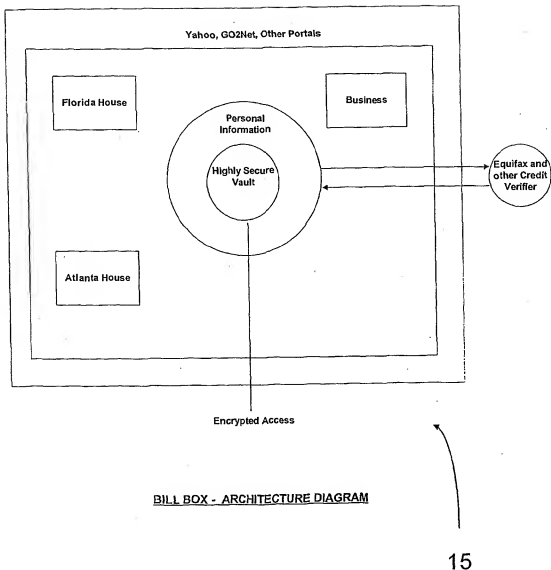 Yahoo, GO2Net, Other Portals
Florida House
Business
Personal
Information
Highly Secure
Vault
Equifax and
other Credit
Verifier
Atlanta House
Encrypted Access
BILL BOX - ARCHITECTURE DIAGRAM
15